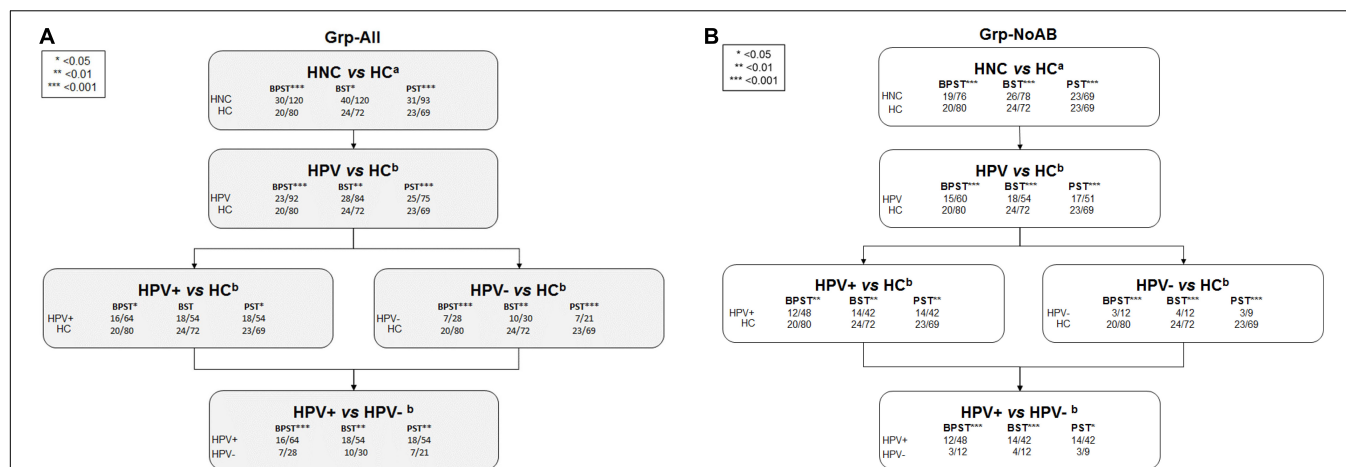 A
Grp-All
* <0.05
** <0.01
*** <0.001
HNC vs HCa
BPST*** BST* PST***
HNC 30/120 40/120 31/93
HC 20/80 24/72 23/69
HPV vs HCb
BPST*** BST** PST***
HPV 23/92 28/84 25/75
HC 20/80 24/72 23/69
HPV+ vs HCb
BPST* BST PST*
HPV+ 16/64 18/54 18/54
HC 20/80 24/72 23/69
HPV- vs HCb
BPST*** BST** PST***
HPV- 7/28 10/30 7/21
HC 20/80 24/72 23/69
HPV+ vs HPV- b
BPST*** BST** PST**
HPV+ 16/64 18/54 18/54
HPV- 7/28 10/30 7/21
B
Grp-NoAB
* <0.05
** <0.01
*** <0.001
HNC vs HCa
BPST*** BST*** PST***
HNC 19/76 26/78 23/69
HC 20/80 24/72 23/69
HPV vs HCb
BPST*** BST*** PST***
HPV 15/60 18/54 17/51
HC 20/80 24/72 23/69
HPV+ vs HCb
BPST** BST** PST**
HPV+ 12/48 14/42 14/42
HC 20/80 24/72 23/69
HPV- vs HCb
BPST*** BST*** PST***
HPV- 3/12 4/12 3/9
HC 20/80 24/72 23/69
HPV+ vs HPV- b
BPST*** BST*** PST*
HPV+ 12/48 14/42 14/42
HPV- 3/12 4/12 3/9